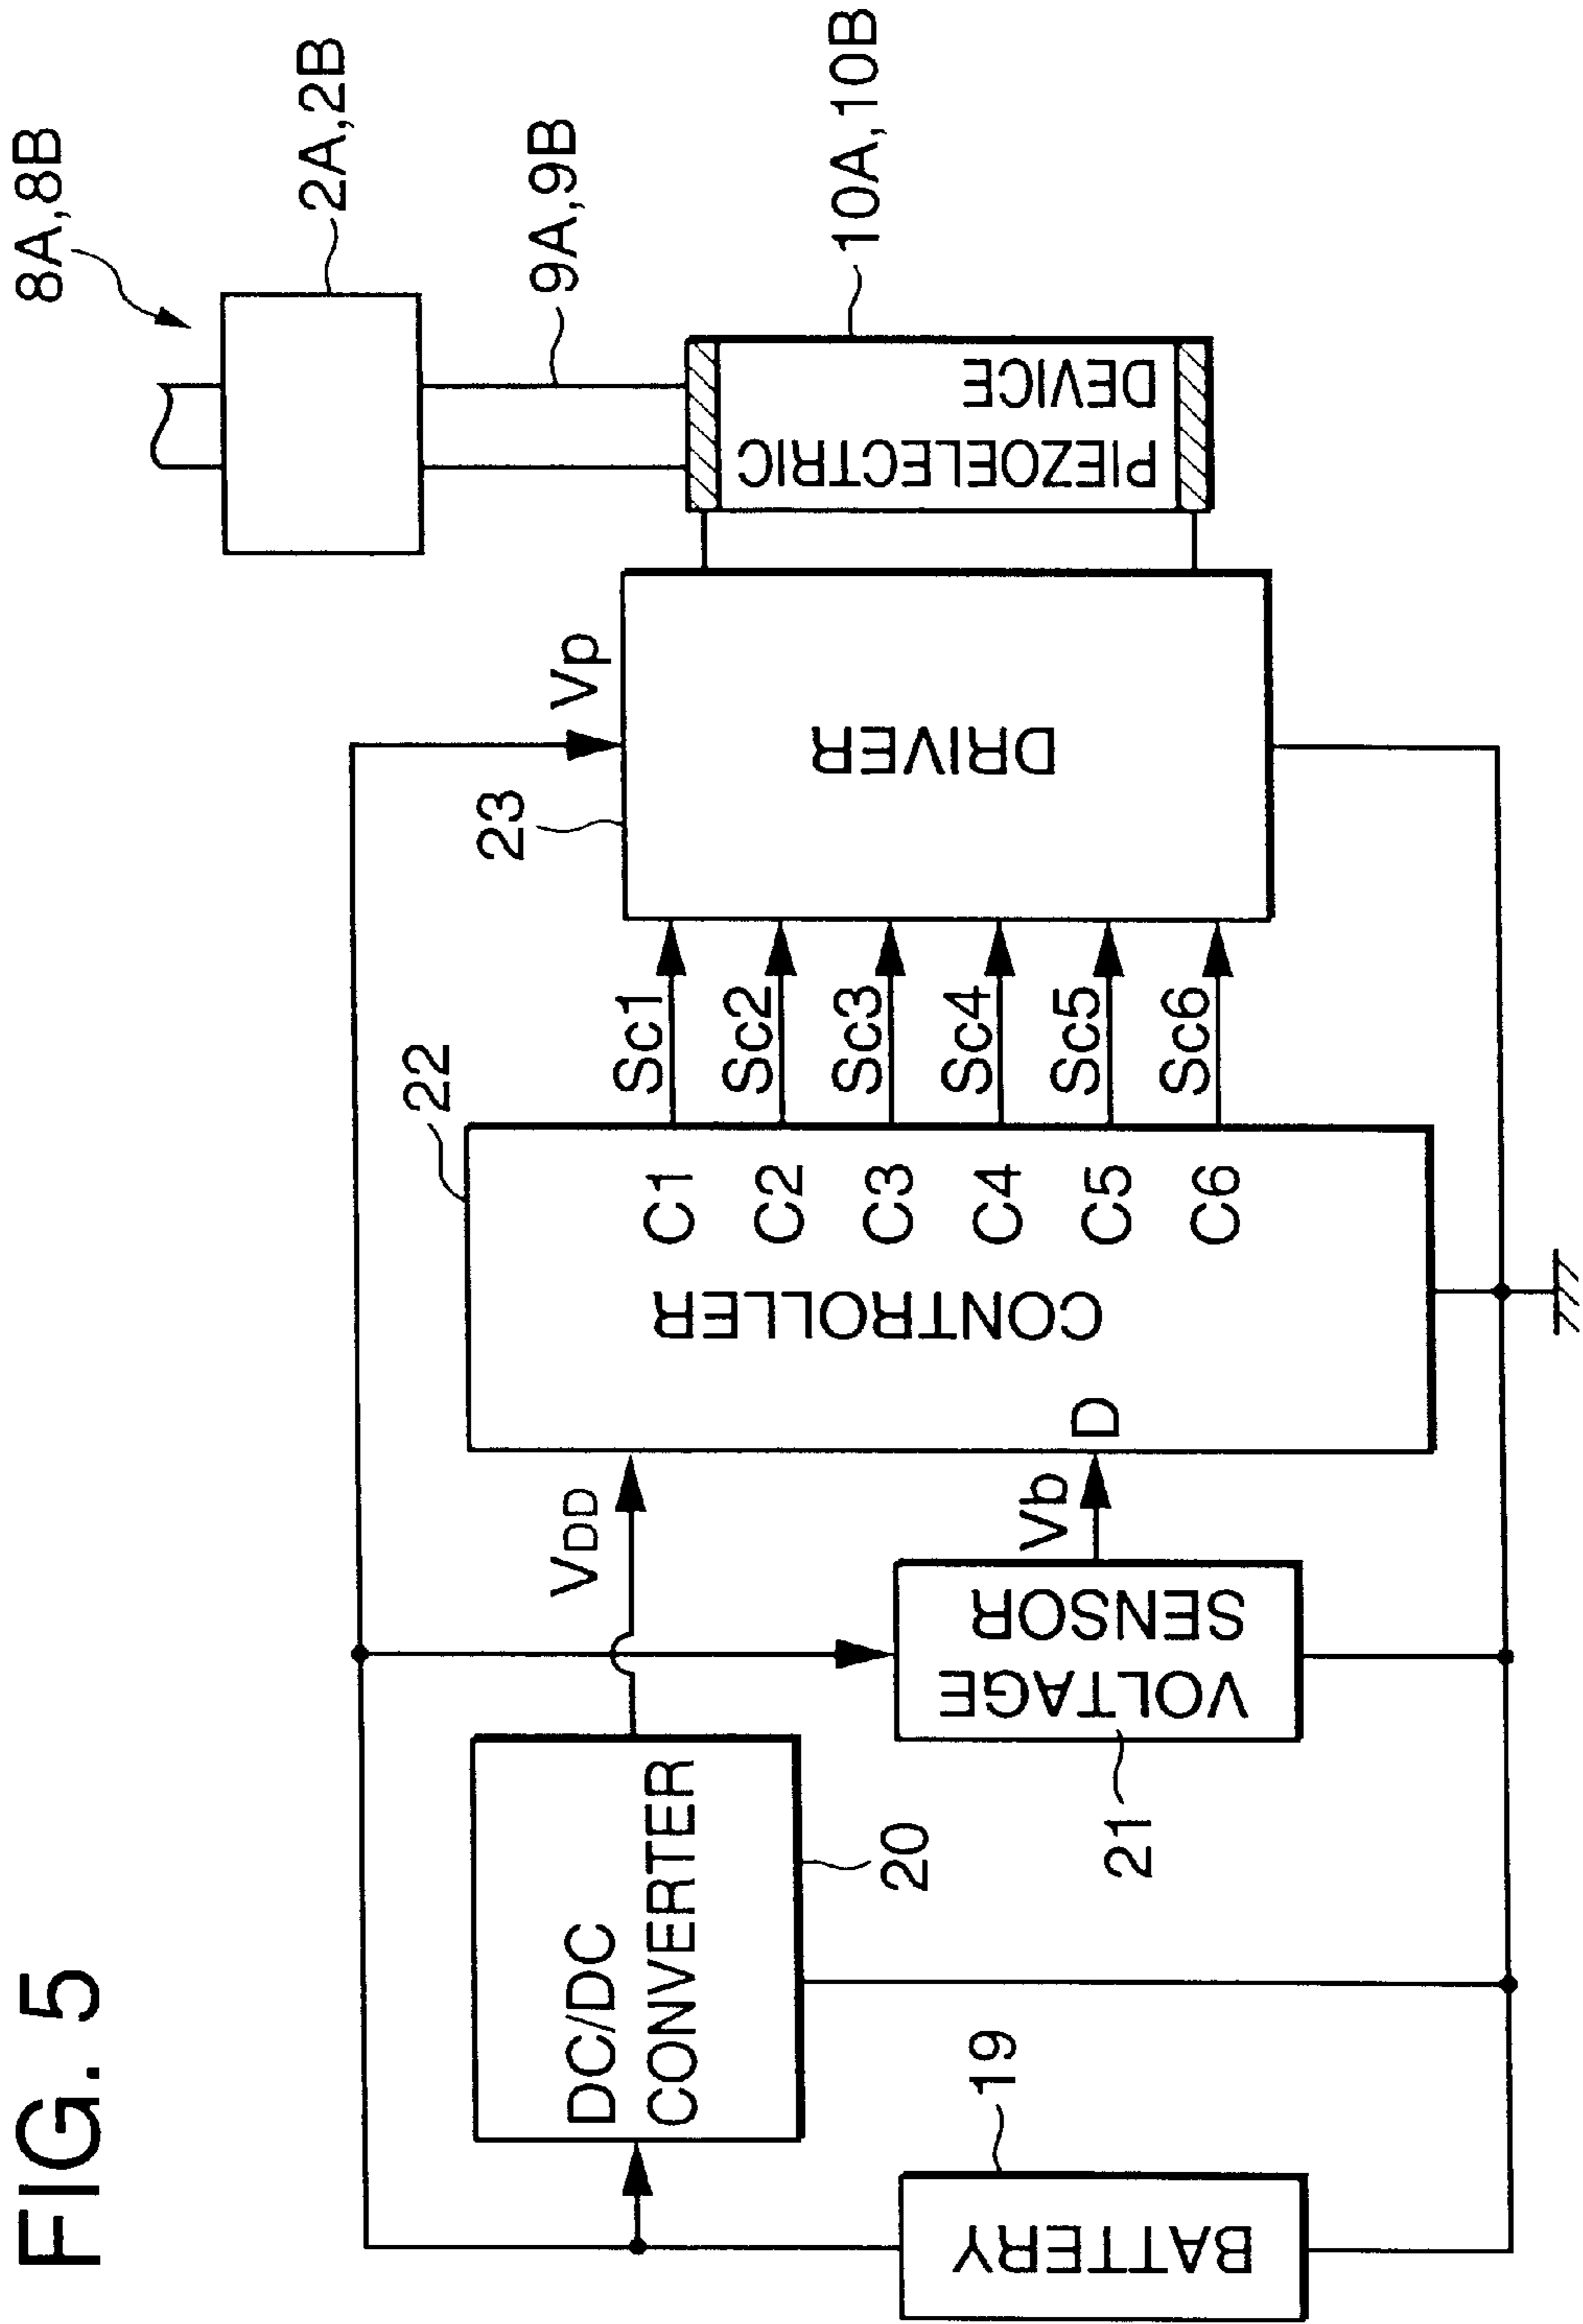 FIG. 5
8A,8B
2A,2B
9A,9B
10A,10B
PIEZOELECTRIC
DEVICE
Vp
23
DRIVER
22
Sc1
Sc2
Sc3
Sc4
Sc5
Sc6
CONTROLLER
C1
C2
C3
C4
C5
C6
D
VDD
Vb
VOLTAGE
SENSOR
21
DC/DC
CONVERTER
20
BATTERY
19